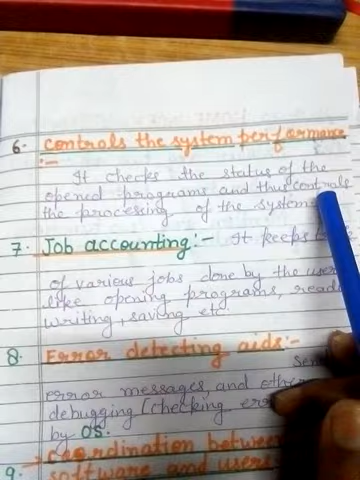 6. Controls the system performance
:-
It checks the status of the
opened programs and thus controls
the processing of the system.
7. Job accounting:- It keeps
of various jobs done by the user
like opening programs, read
writing, saving etc.
8. Error detecting aids:-
error messages and
debugging (checking
by OS.
9. → Coordination between
software and users